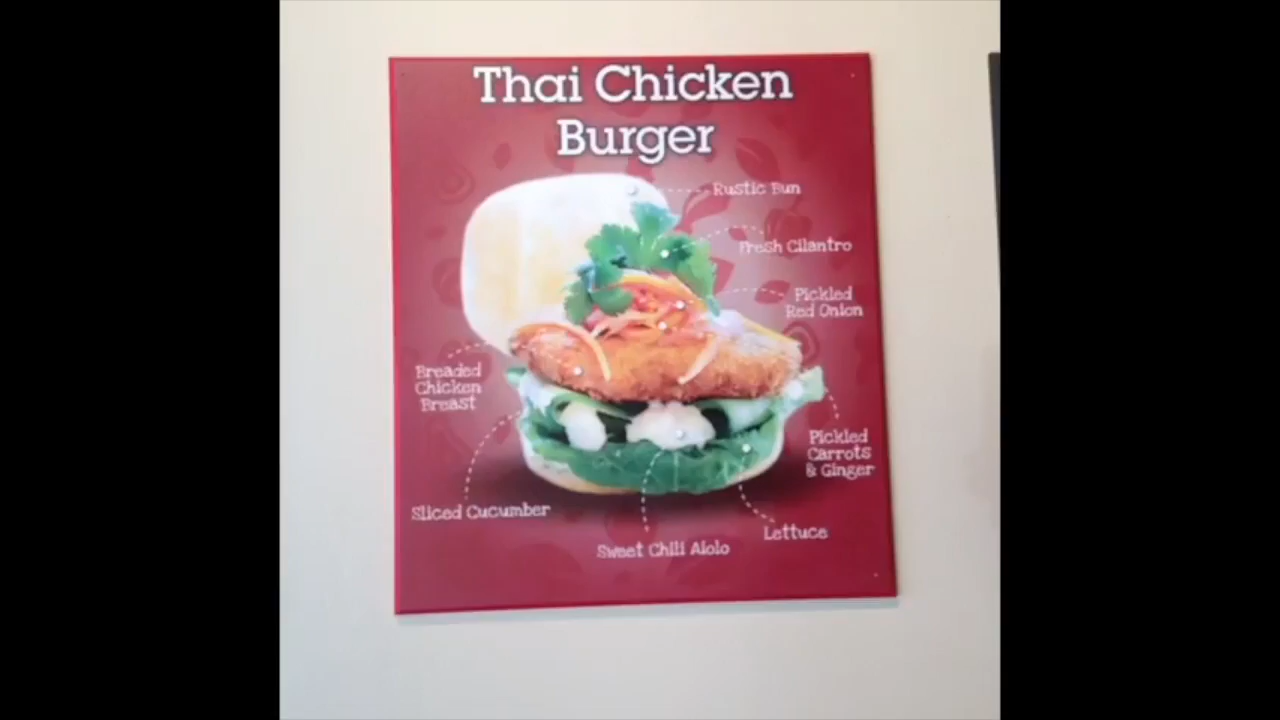 Thai Chicken
Burger
Rustic Bun
Fresh Cilantro
Pickled
Red Onion
Breaded
Chicken
Breast
Pickled
Carrots
& Ginger
Sliced Cucumber
Lettuce
Sweet Chili Aiolo